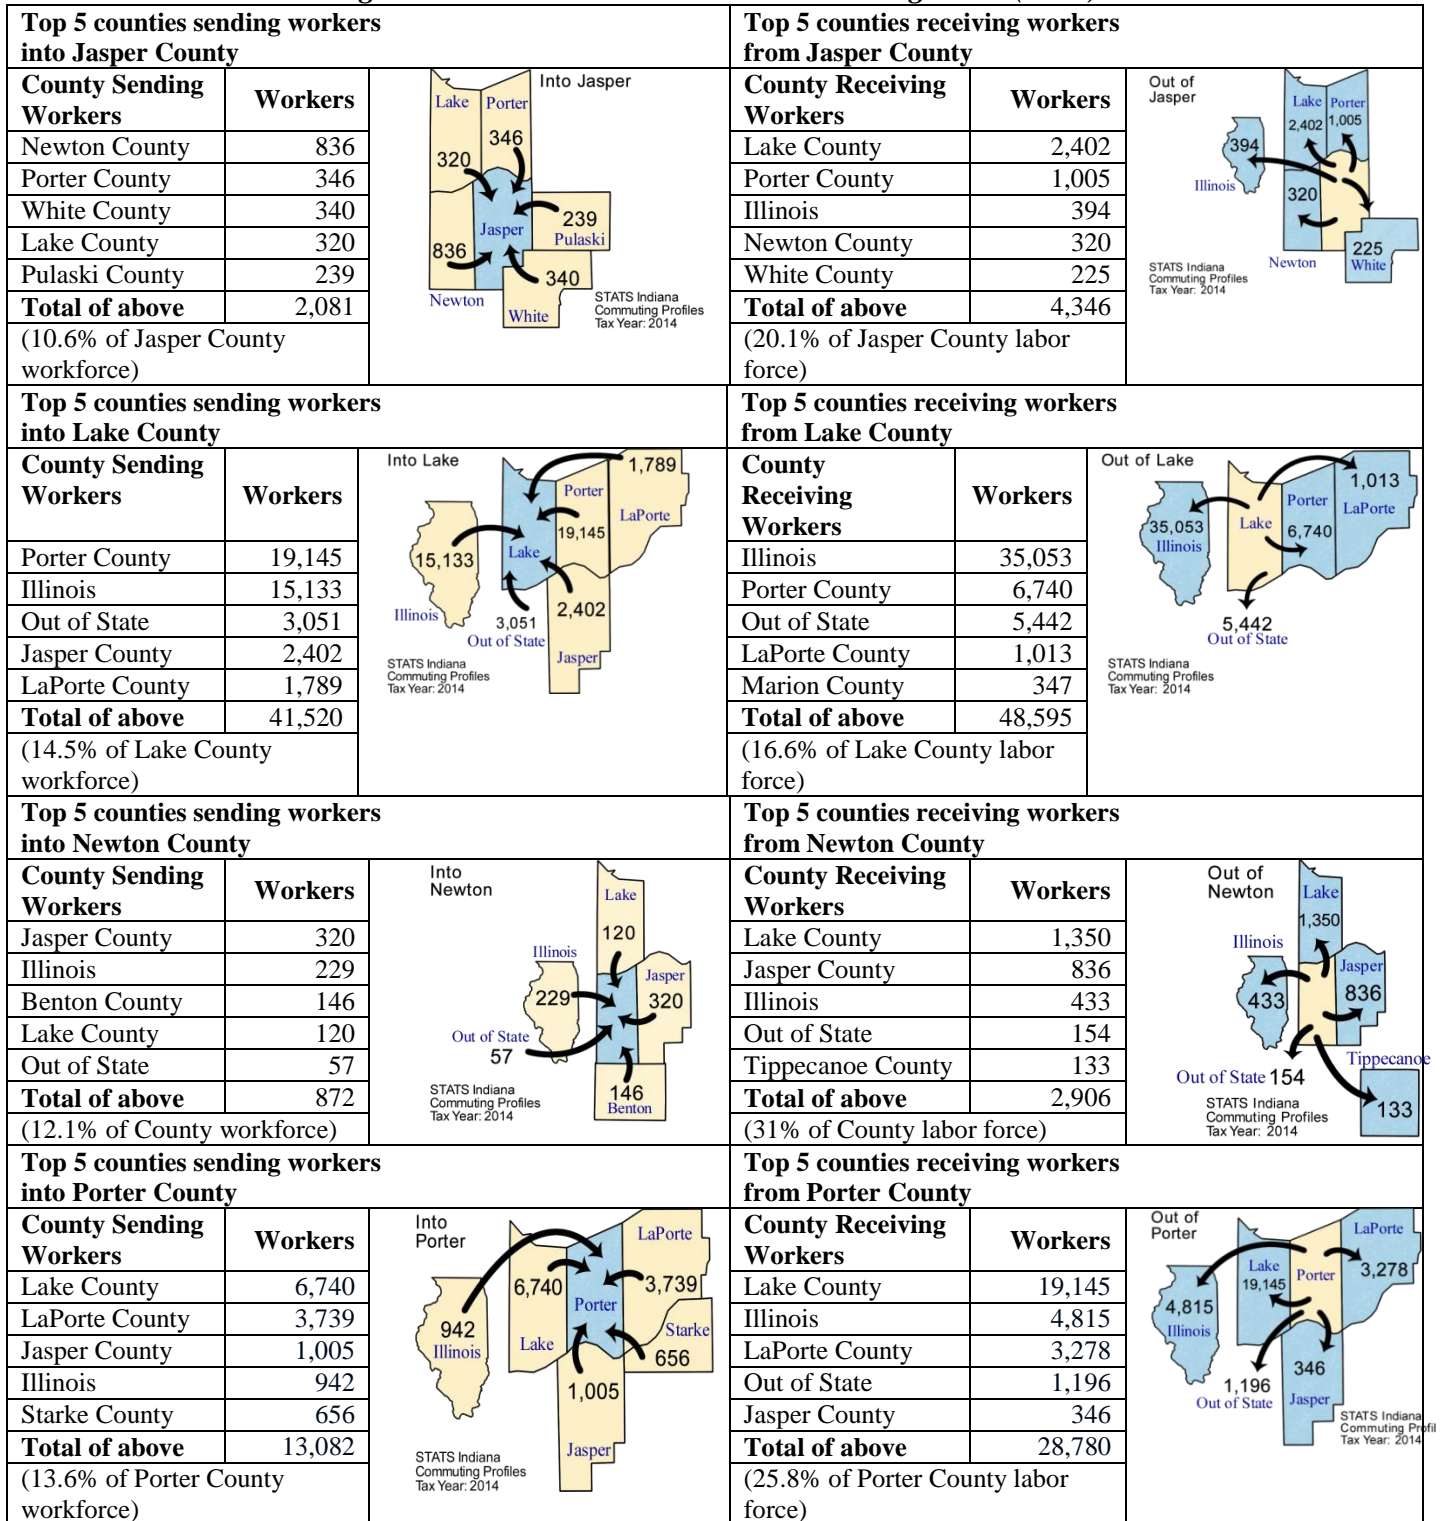 Top 5 counties sending workers
into Jasper County
County Sending
Workers
Workers
Newton County 836
Porter County 346
White County 340
Lake County 320
Pulaski County 239
Total of above 2,081
(10.6% of Jasper County
workforce)
Into Jasper
Lake Porter
346
320
239
Jasper
Pulaski
836
340
Newton
White
STATS Indiana
Commuting Profiles
Tax Year: 2014
Top 5 counties receiving workers
from Jasper County
County Receiving
Workers
Workers
Lake County 2,402
Porter County 1,005
Illinois 394
Newton County 320
White County 225
Total of above 4,346
(20.1% of Jasper County labor
force)
Out of
Jasper
Lake Porter
2,402 1,005
394
Illinois
320
225
Newton
White
STATS Indiana
Commuting Profiles
Tax Year: 2014
Top 5 counties sending workers
into Lake County
County Sending
Workers
Workers
Porter County 19,145
Illinois 15,133
Out of State 3,051
Jasper County 2,402
LaPorte County 1,789
Total of above 41,520
(14.5% of Lake County
workforce)
Into Lake
1,789
Porter
LaPorte
19,145
Lake
15,133
Illinois
3,051
2,402
Out of State
Jasper
STATS Indiana
Commuting Profiles
Tax Year: 2014
Top 5 counties receiving workers
from Lake County
County
Receiving
Workers
Workers
Illinois 35,053
Porter County 6,740
Out of State 5,442
LaPorte County 1,013
Marion County 347
Total of above 48,595
(16.6% of Lake County labor
force)
Out of Lake
1,013
Porter
LaPorte
35,053
Lake
6,740
Illinois
5,442
Out of State
STATS Indiana
Commuting Profiles
Tax Year: 2014
Top 5 counties sending workers
into Newton County
County Sending
Workers
Workers
Jasper County 320
Illinois 229
Benton County 146
Lake County 120
Out of State 57
Total of above 872
(12.1% of County workforce)
Into
Newton
Lake
120
Illinois
Jasper
229
320
Out of State
57
146
Benton
STATS Indiana
Commuting Profiles
Tax Year: 2014
Top 5 counties receiving workers
from Newton County
County Receiving
Workers
Workers
Lake County 1,350
Jasper County 836
Illinois 433
Out of State 154
Tippecanoe County 133
Total of above 2,906
(31% of County labor force)
Out of
Newton
Lake
1,350
Illinois
Jasper
433
836
Tippecanoe
Out of State 154
133
STATS Indiana
Commuting Profiles
Tax Year: 2014
Top 5 counties sending workers
into Porter County
County Sending
Workers
Workers
Lake County 6,740
LaPorte County 3,739
Jasper County 1,005
Illinois 942
Starke County 656
Total of above 13,082
(13.6% of Porter County
workforce)
Into
Porter
LaPorte
6,740
3,739
Porter
942
Starke
Illinois
Lake
656
1,005
Jasper
STATS Indiana
Commuting Profiles
Tax Year: 2014
Top 5 counties receiving workers
from Porter County
County Receiving
Workers
Workers
Lake County 19,145
Illinois 4,815
LaPorte County 3,278
Out of State 1,196
Jasper County 346
Total of above 28,780
(25.8% of Porter County labor
force)
Out of
Porter
LaPorte
Lake
Porter
3,278
19,145
4,815
Illinois
346
1,196
Out of State
Jasper
STATS Indiana
Commuting Profil
Tax Year: 2014